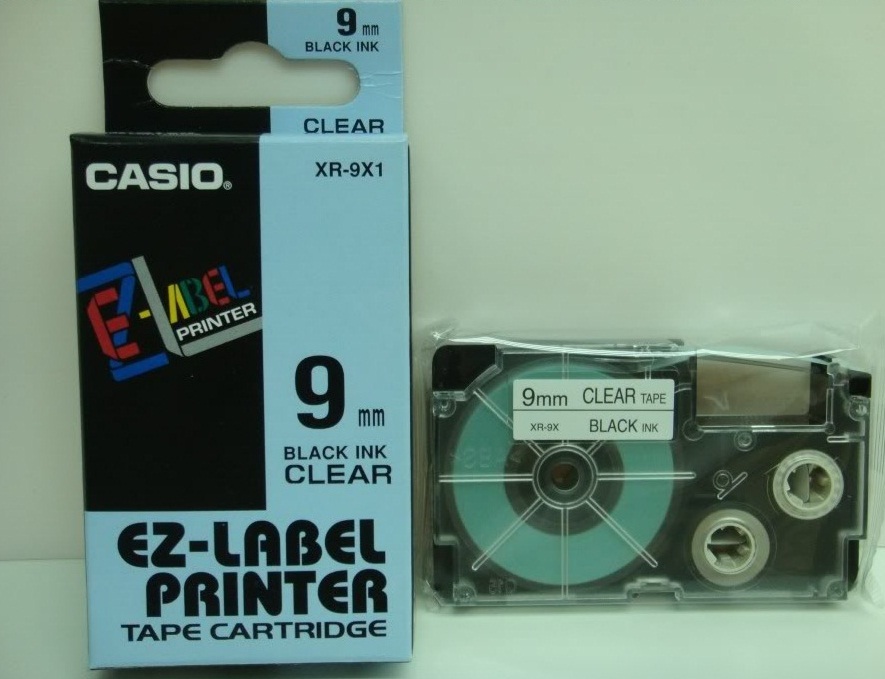 9 mm
BLACK INK
CLEAR
CASIO®
XR-9X1
E-LABEL
PRINTER
9 mm
BLACK INK
CLEAR
EZ-LABEL
PRINTER
TAPE CARTRIDGE
9mm CLEAR TAPE
XR-9X BLACK INK